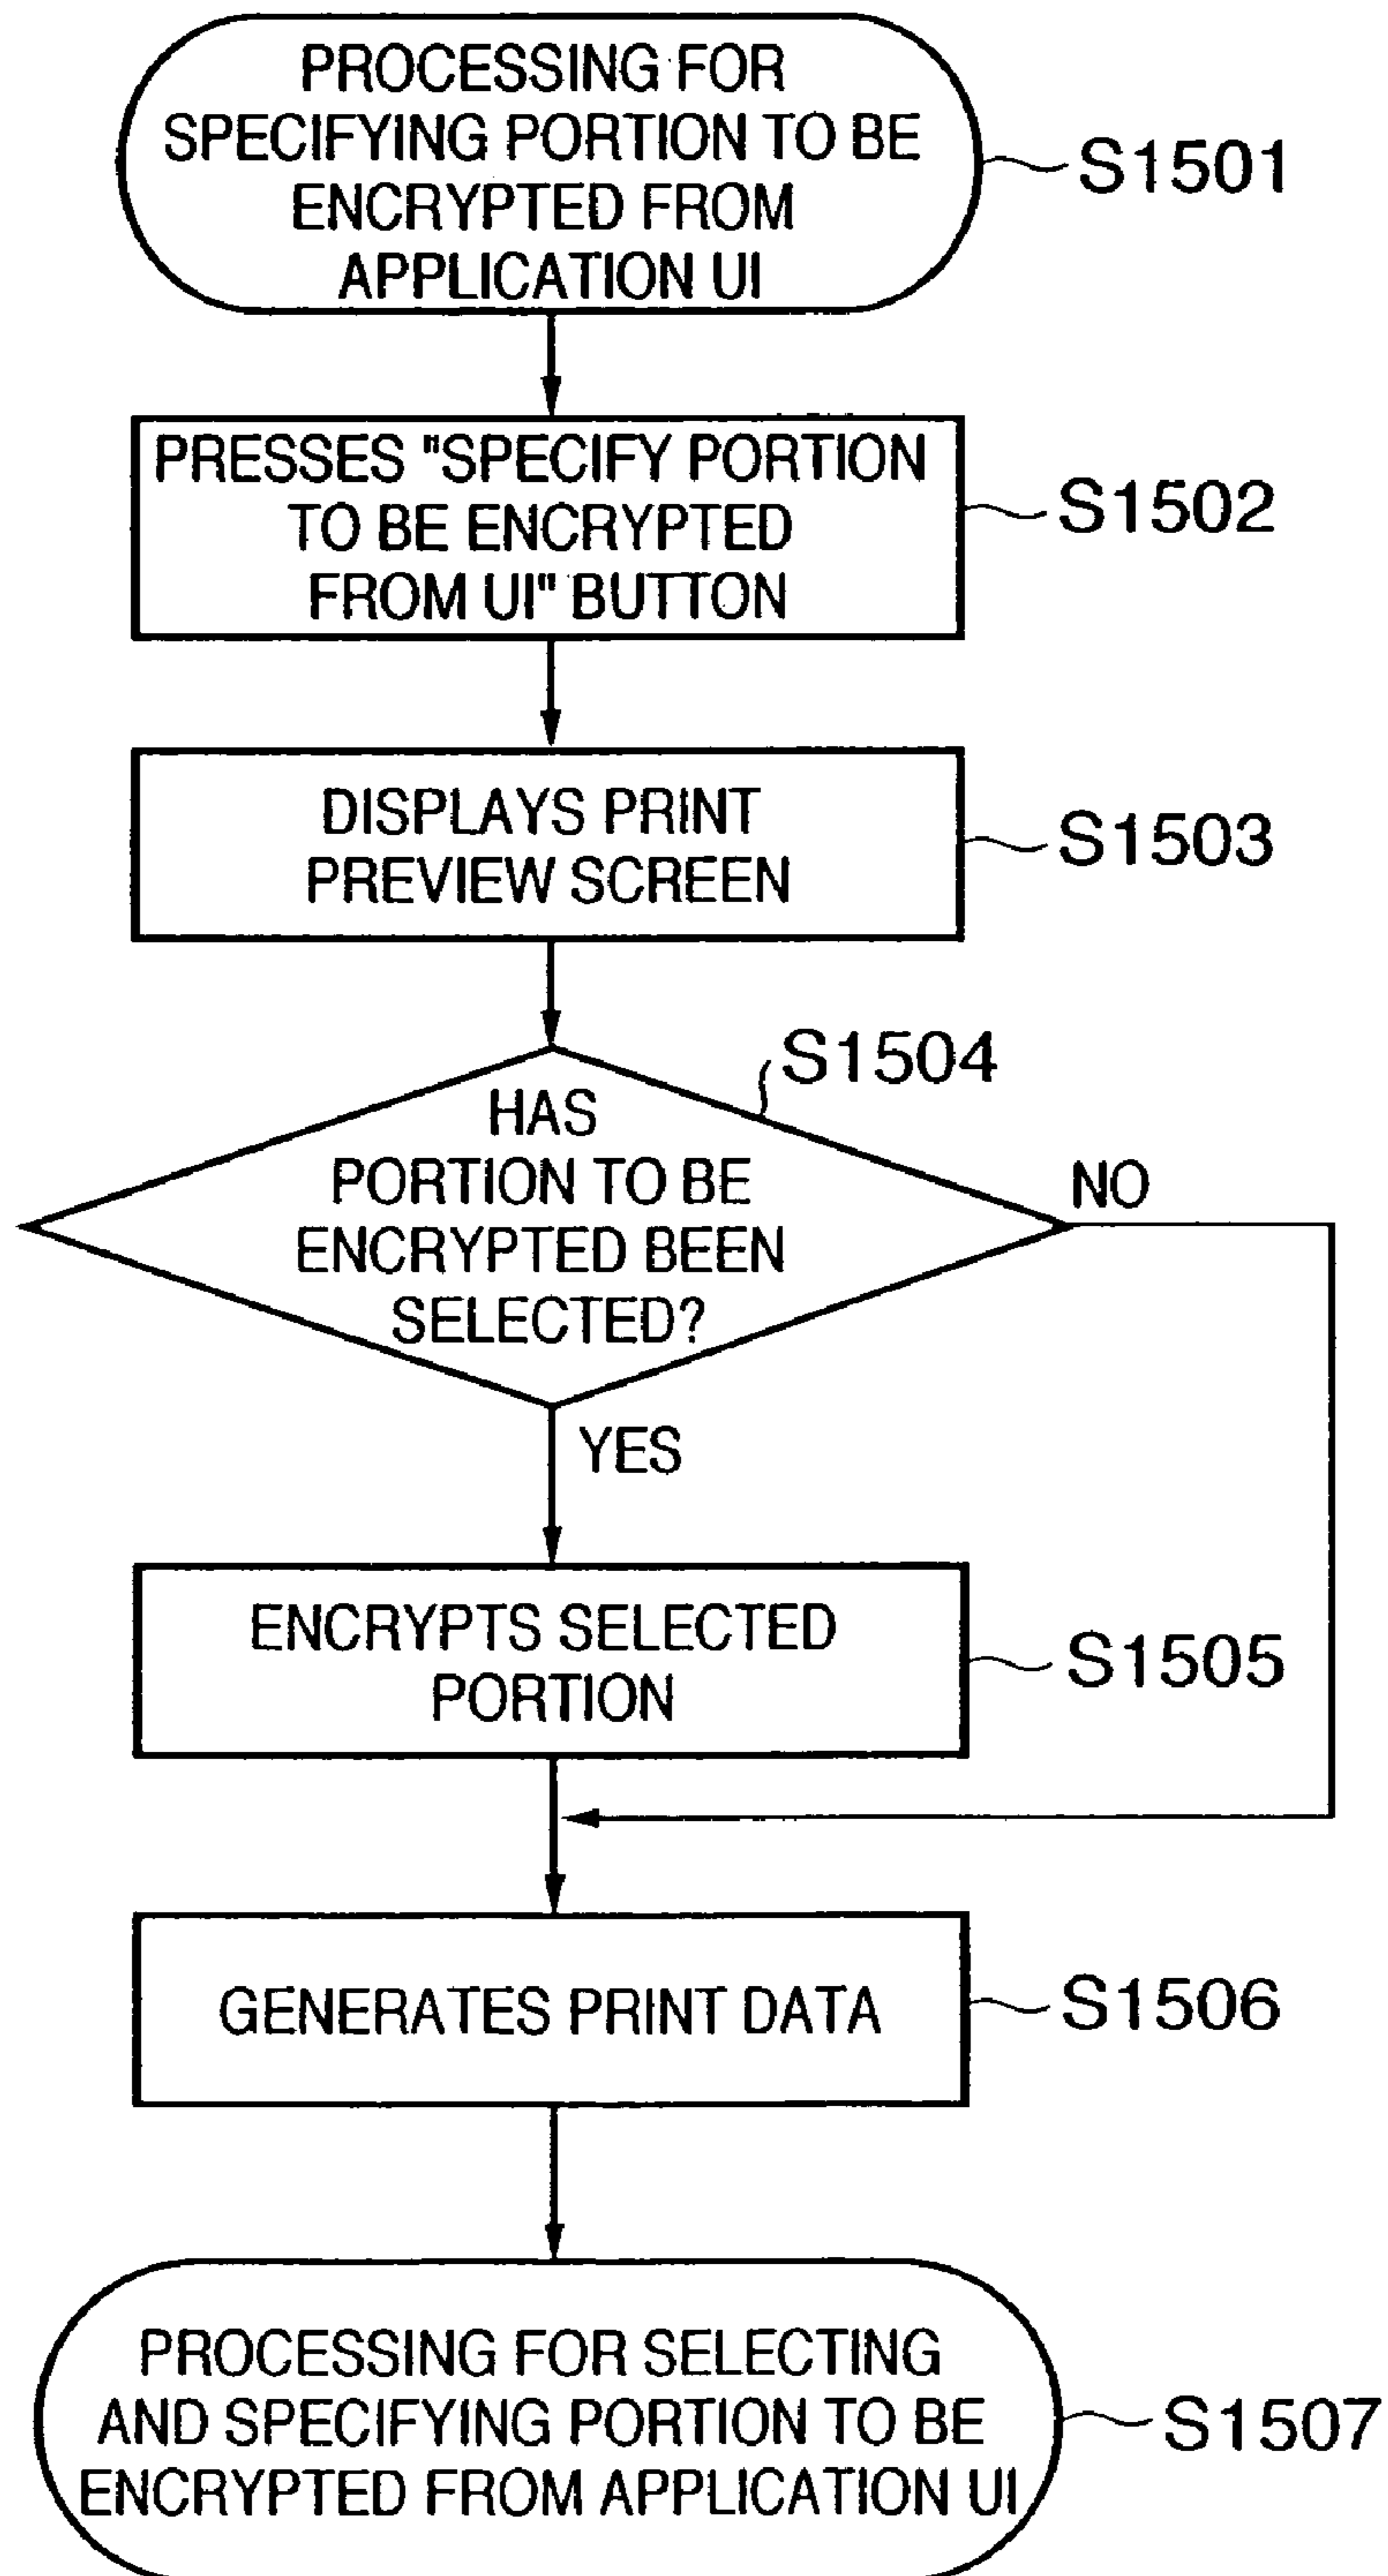 PROCESSING FOR
SPECIFYING PORTION TO BE
ENCRYPTED FROM
APPLICATION UI
S1501
PRESSES "SPECIFY PORTION
TO BE ENCRYPTED
FROM UI" BUTTON
S1502
DISPLAYS PRINT
PREVIEW SCREEN
S1503
S1504
HAS
PORTION TO BE
ENCRYPTED BEEN
SELECTED?
NO
YES
ENCRYPTS SELECTED
PORTION
S1505
GENERATES PRINT DATA
S1506
PROCESSING FOR SELECTING
AND SPECIFYING PORTION TO BE
ENCRYPTED FROM APPLICATION UI
S1507